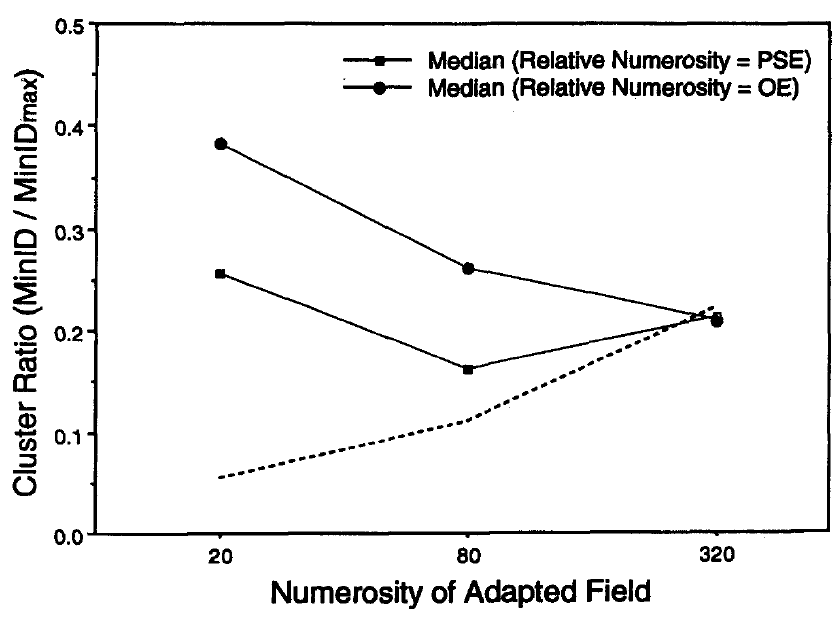 Median (Relative Numerosity = PSE)
Median (Relative Numerosity = OE)
Cluster Ratio (MinID / MinIDmax)
0.5
0.4
0.3
0.2
0.1
0.0
20 80 320
Numerosity of Adapted Field